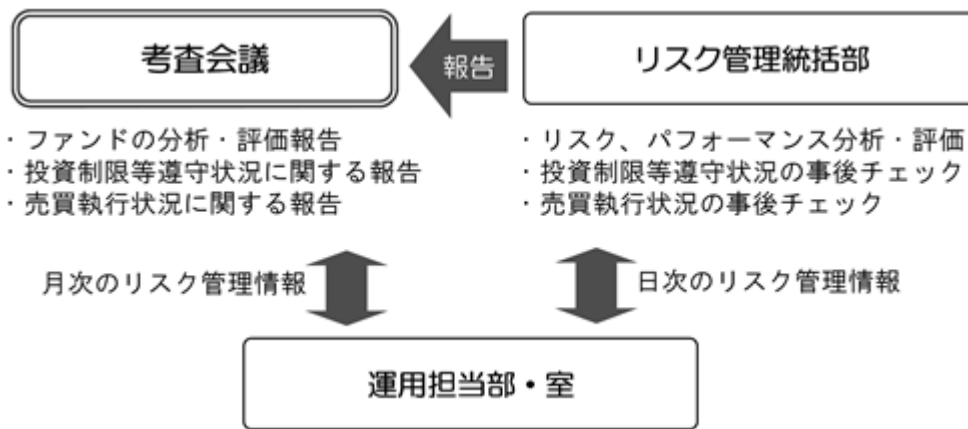 考査会議
報告
リスク管理統括部
・ファンドの分析・評価報告
・投資制限等遵守状況に関する報告
・売買執行状況に関する報告
・リスク、パフォーマンス分析・評価
・投資制限等遵守状況の事後チェック
・売買執行状況の事後チェック
月次のリスク管理情報
日次のリスク管理情報
運用担当部・室